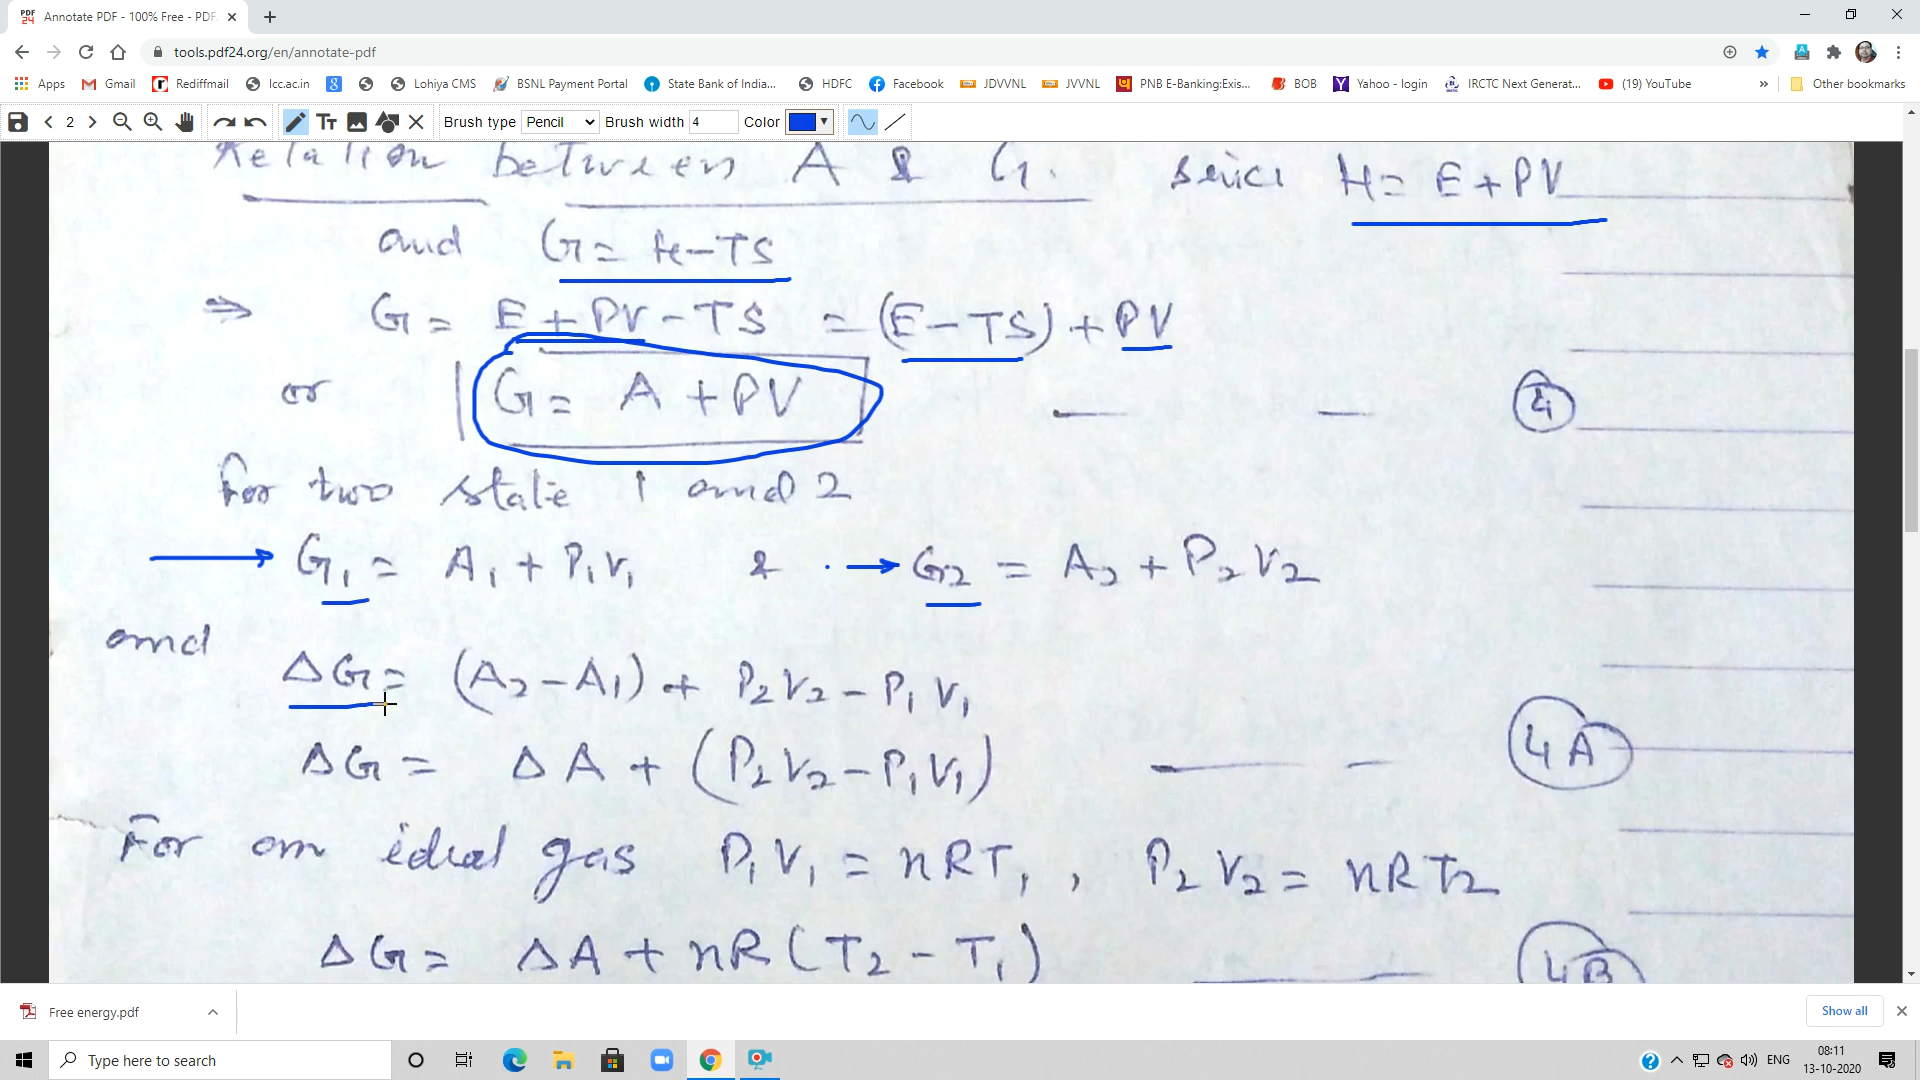 Annotate PDF - 100% Free - PDF
tools.pdf24.org/en/annotate-pdf
Apps Gmail Rediffmail lcc.ac.in Lohiya CMS BSNL Payment Portal State Bank of India... HDFC Facebook JDVVNL JVVNL PNB E-Banking:Exis... BOB Yahoo - login IRCTC Next Generat... (19) YouTube » Other bookmarks
2 Brush type Pencil Brush width 4 Color
Relation between A & G. Since H = E + PV
and G = H - TS
⇒ G = E + PV - TS = (E - TS) + PV
or G = A + PV — — 4
For two state 1 and 2
G₁ = A₁ + P₁V₁ & G₂ = A₂ + P₂V₂
and
ΔG = (A₂ - A₁) + P₂V₂ - P₁V₁
ΔG = ΔA + (P₂V₂ - P₁V₁) — — 4A
For an ideal gas P₁V₁ = nRT₁, P₂V₂ = nRT₂
ΔG = ΔA + nR(T₂ - T₁) — 4B
Free energy.pdf Show all
Type here to search ENG 08:11
13-10-2020